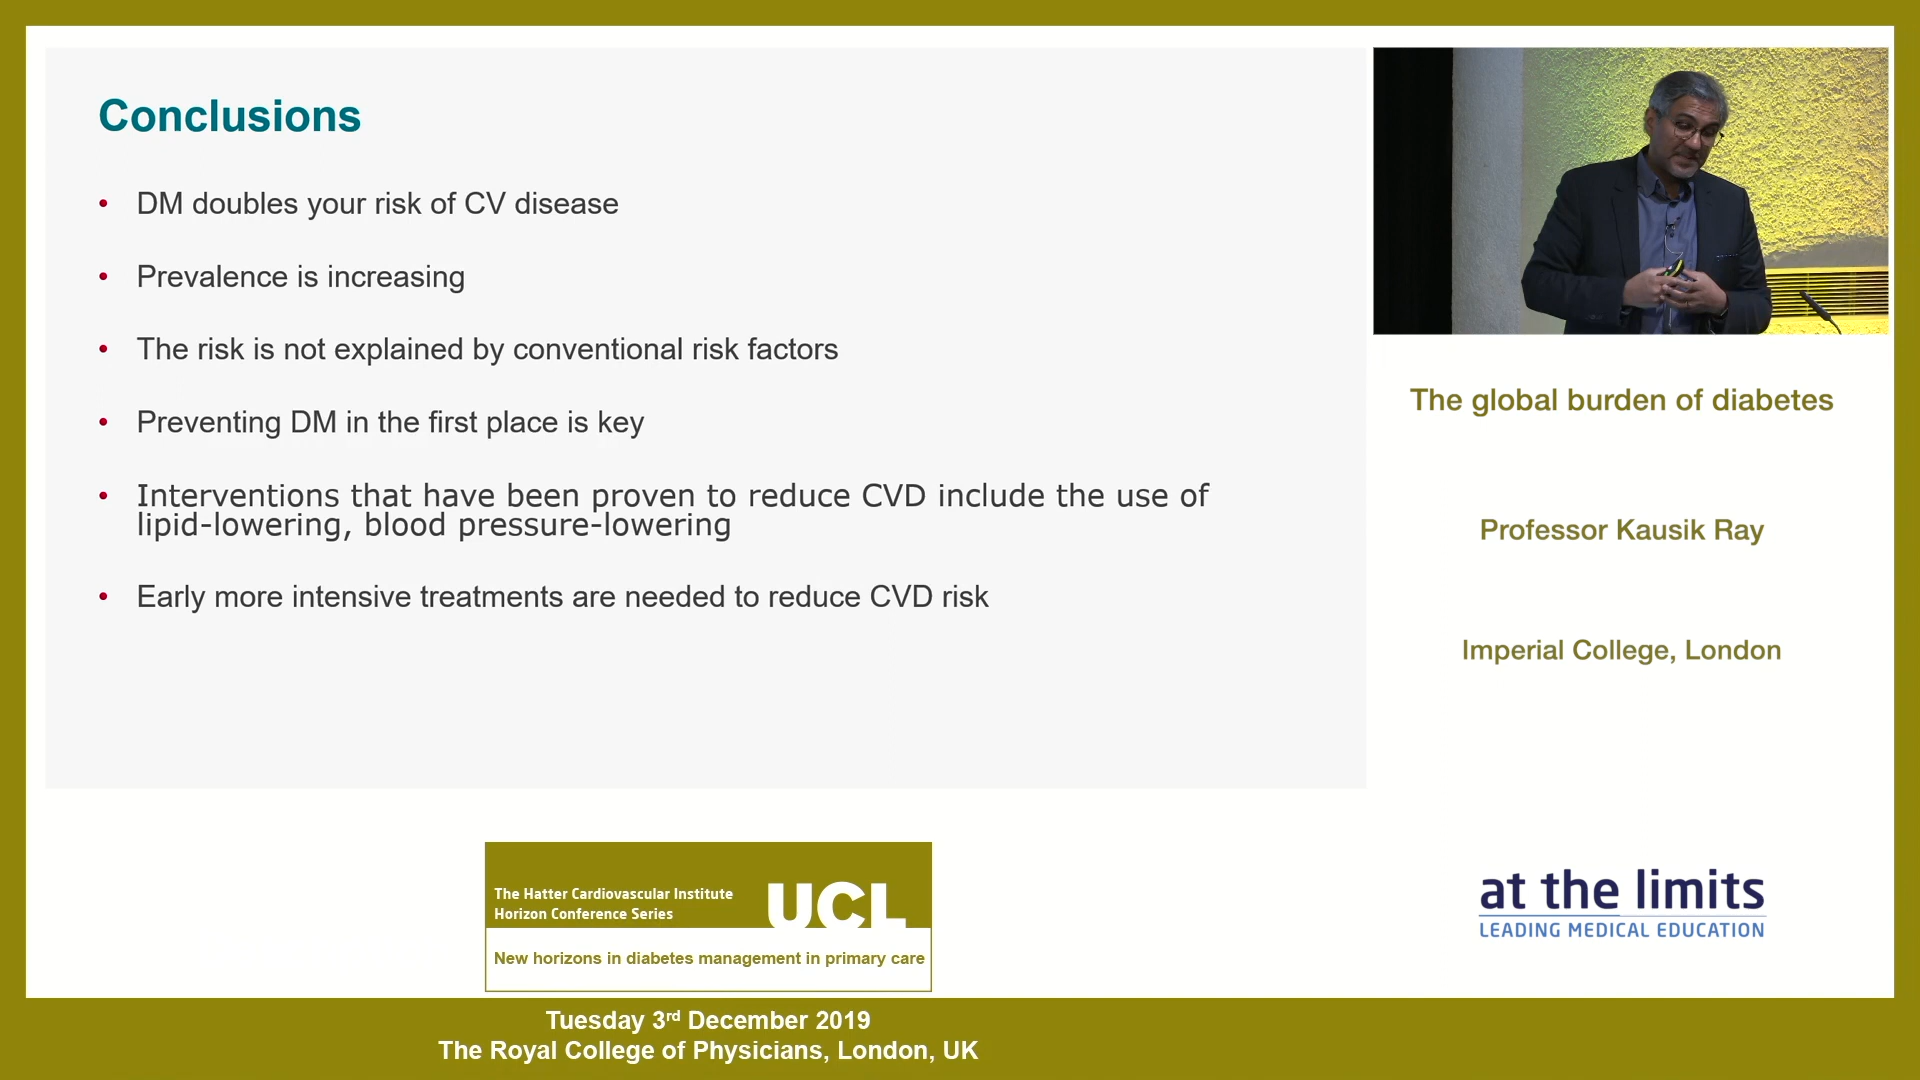 Conclusions
• DM doubles your risk of CV disease
• Prevalence is increasing
• The risk is not explained by conventional risk factors
• Preventing DM in the first place is key
• Interventions that have been proven to reduce CVD include the use of
lipid-lowering, blood pressure-lowering
• Early more intensive treatments are needed to reduce CVD risk
The global burden of diabetes
Professor Kausik Ray
Imperial College, London
The Hatter Cardiovascular Institute
Horizon Conference Series
UCL
New horizons in diabetes management in primary care
at the limits
LEADING MEDICAL EDUCATION
Tuesday 3rd December 2019
The Royal College of Physicians, London, UK